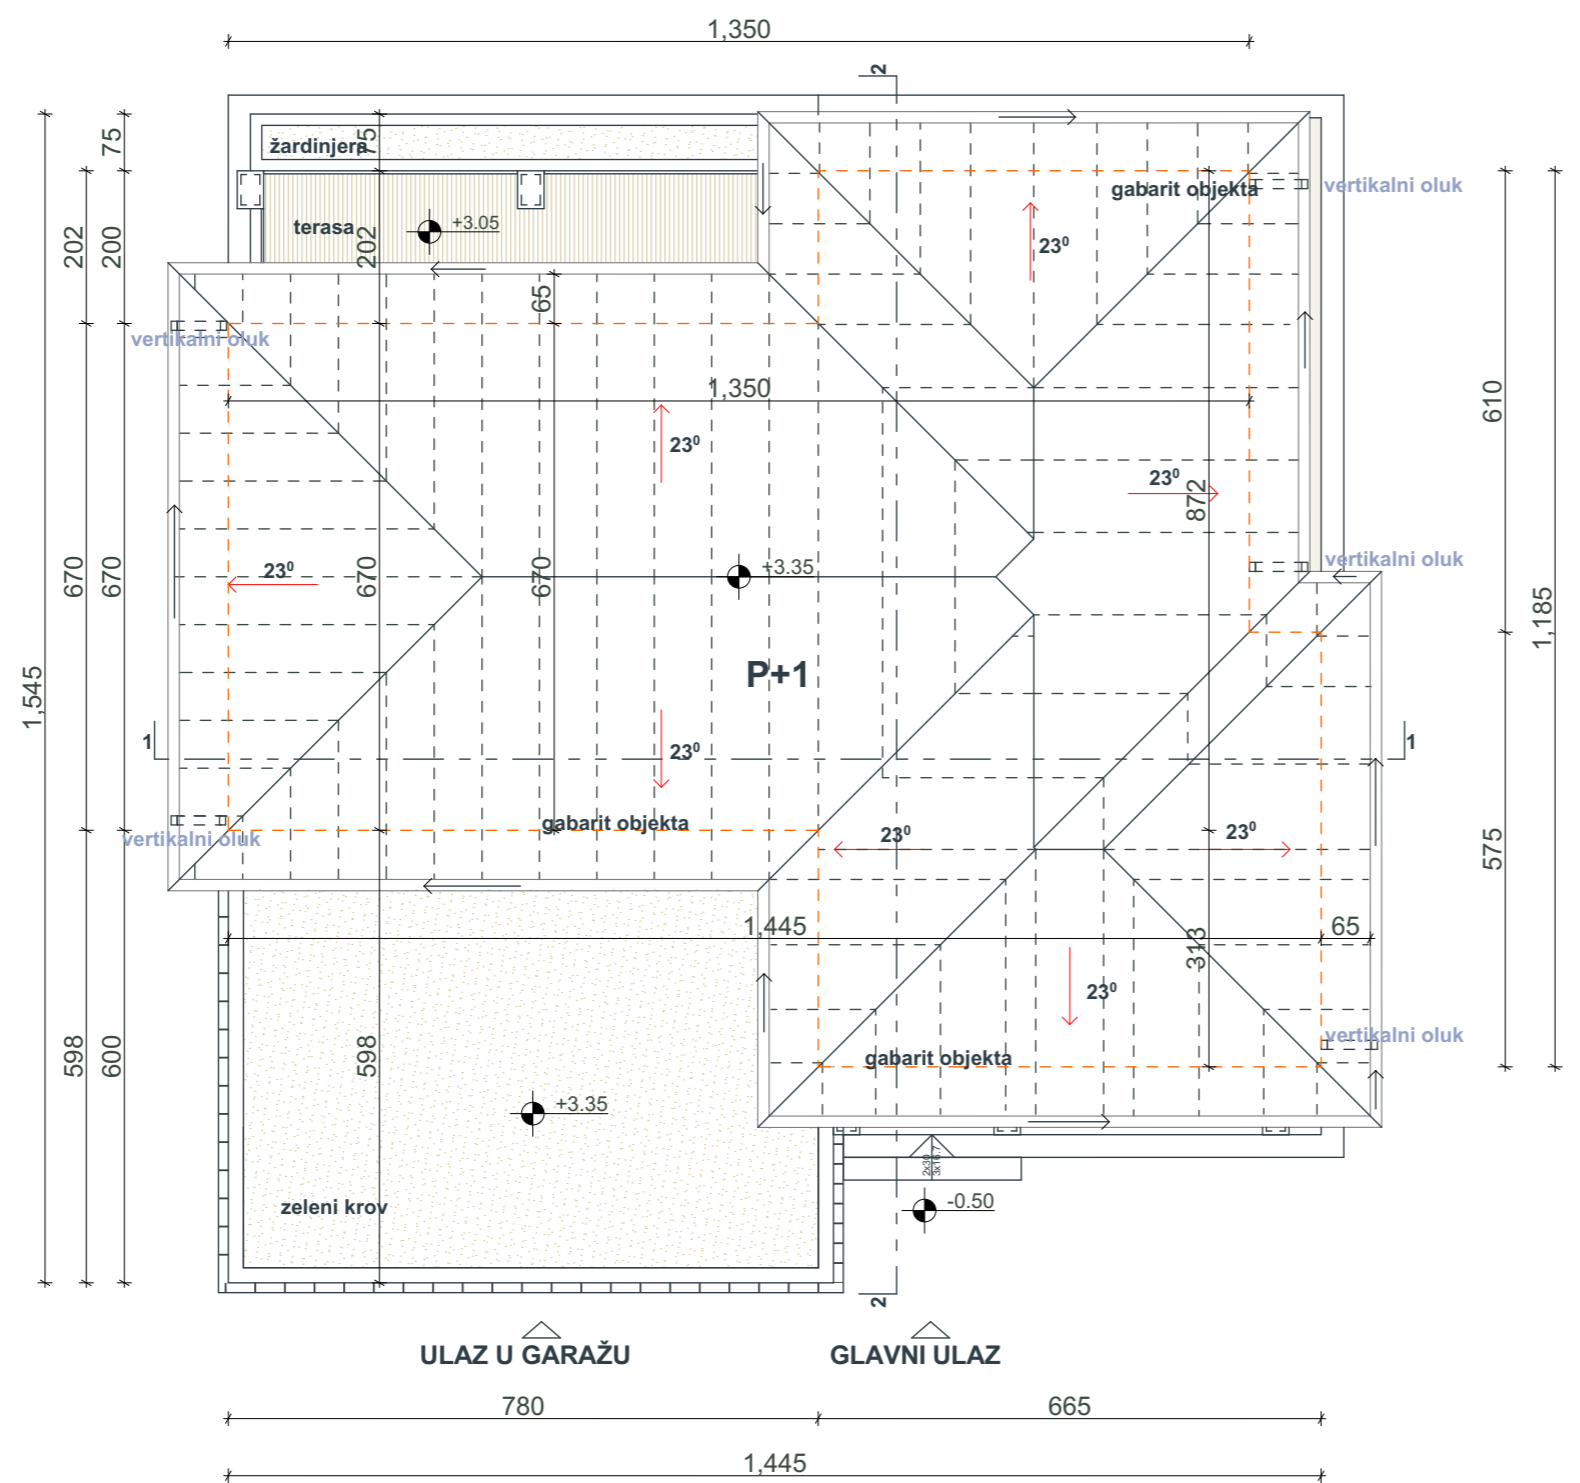 1,350
2
75
žardinjera
75
gabarit objekta
vertikalni oluk
terasa
+3.05
202
200
202
23⁰
65
vertikalni oluk
1,350
610
23⁰
23⁰
872
vertikalni oluk
670
670
23⁰
670
670
+3.35
1,185
1,545
P+1
1
23⁰
1
gabarit objekta
vertikalni oluk
23⁰
23⁰
575
1,445
65
313
23⁰
vertikalni oluk
598
600
598
gabarit objekta
+3.35
2x30
3x16.7
zeleni krov
-0.50
2
ULAZ U GARAŽU
GLAVNI ULAZ
780
665
1,445